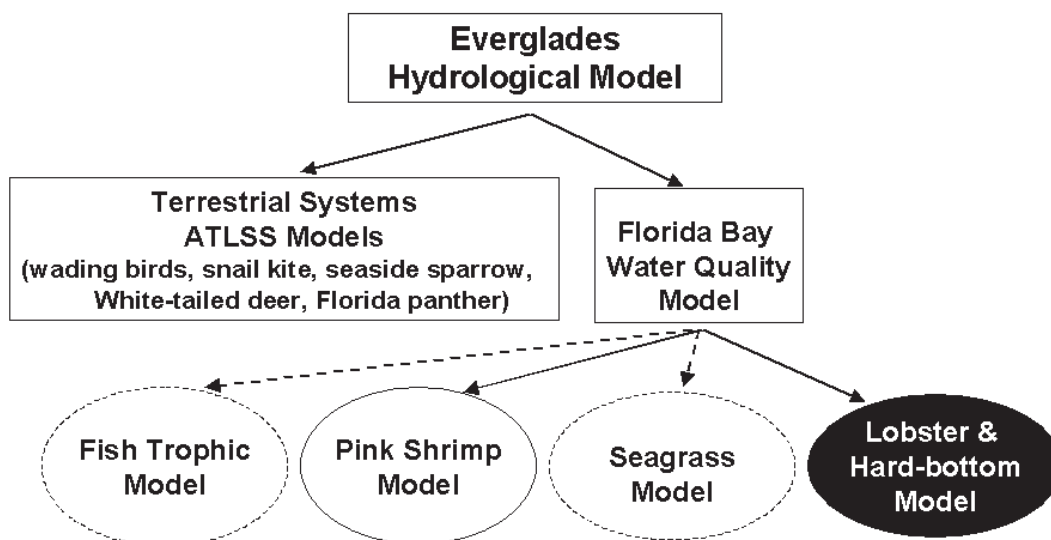 Everglades
Hydrological Model
Terrestrial Systems
ATLSS Models
(wading birds, snail kite, seaside sparrow,
White-tailed deer, Florida panther)
Florida Bay
Water Quality
Model
Fish Trophic
Model
Pink Shrimp
Model
Seagrass
Model
Lobster &
Hard-bottom
Model